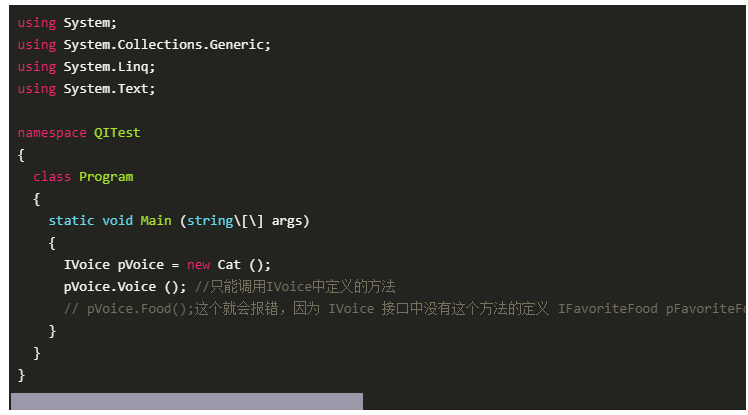 using System;
using System.Collections.Generic;
using System.Linq;
using System.Text;
namespace QITest
{
class Program
{
static void Main (string\[\] args)
{
IVoice pVoice = new Cat ();
pVoice.Voice (); //只能调用IVoice中定义的方法
// pVoice.Food();这个就会报错，因为 IVoice 接口中没有这个方法的定义 IFavoriteFood
}
}
}